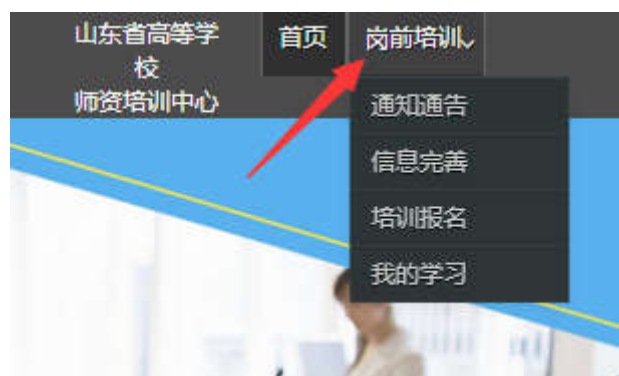 山东省高等学
校
师资培训中心
首页
岗前培训
通知通告
信息完善
培训报名
我的学习